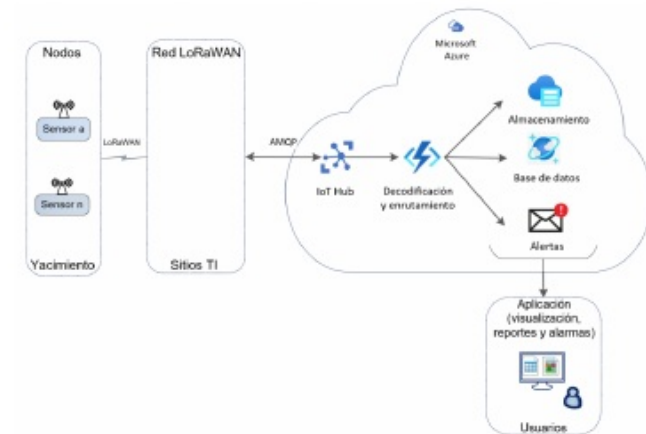 Nodos
Sensor a
Sensor n
Yacimiento
LoRaWAN
Red LoRaWAN
Sitios TI
AMQP
Microsoft
Azure
IoT Hub
Decodificación
y enrutamiento
Almacenamiento
Base de datos
Alertas
Aplicación
(visualización,
reportes y alarmas)
Usuarios